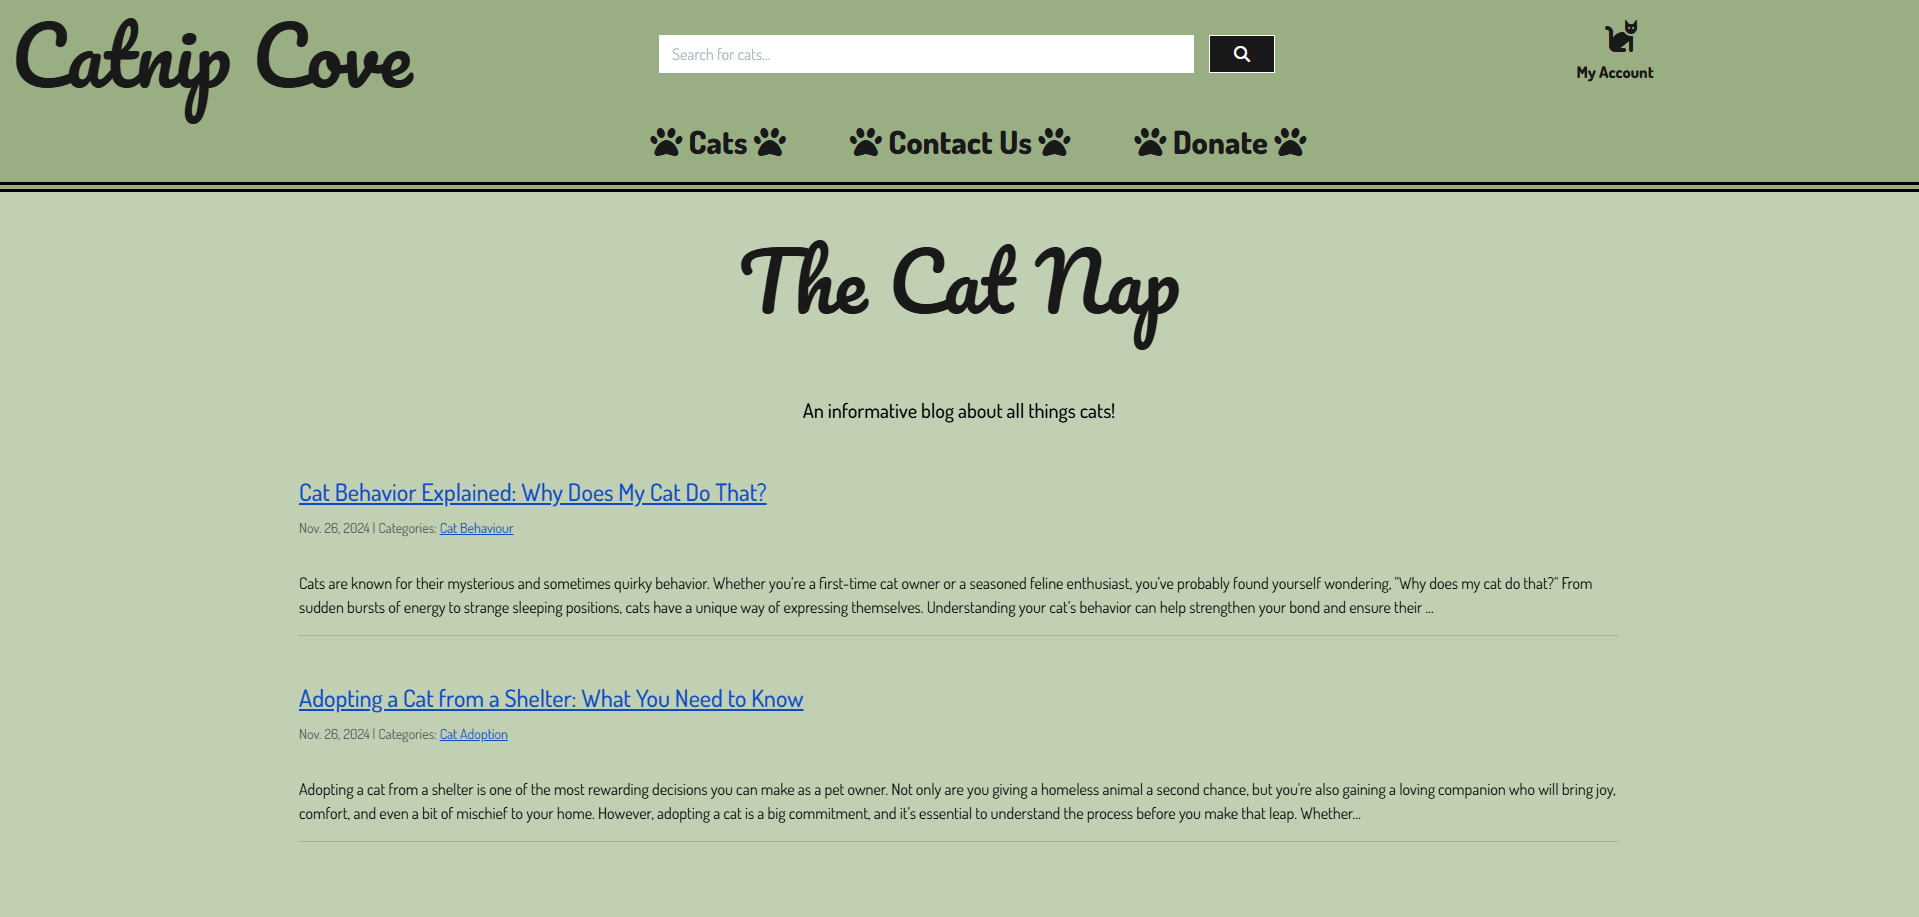 Catnip Cove
Search for cats...
My Account
Cats
Contact Us
Donate
The Cat Nap
An informative blog about all things cats!
Cat Behavior Explained: Why Does My Cat Do That?
Nov. 26, 2024 | Categories: Cat Behaviour
Cats are known for their mysterious and sometimes quirky behavior. Whether you're a first-time cat owner or a seasoned feline enthusiast, you've probably found yourself wondering, "Why does my cat do that?" From
sudden bursts of energy to strange sleeping positions, cats have a unique way of expressing themselves. Understanding your cat's behavior can help strengthen your bond and ensure their ...
Adopting a Cat from a Shelter: What You Need to Know
Nov. 26, 2024 | Categories: Cat Adoption
Adopting a cat from a shelter is one of the most rewarding decisions you can make as a pet owner. Not only are you giving a homeless animal a second chance, but you're also gaining a loving companion who will bring joy,
comfort, and even a bit of mischief to your home. However, adopting a cat is a big commitment, and it's essential to understand the process before you make that leap. Whether...